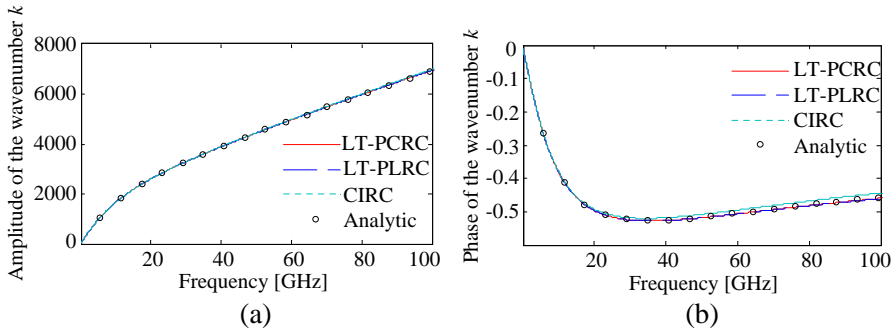 Amplitude of the wavenumber k
8000
6000
4000
2000
0
20
40
60
80
100
Frequency [GHz]
LT-PCRC
LT-PLRC
CIRC
Analytic
(a)
Phase of the wavenumber k
0
-0.1
-0.2
-0.3
-0.4
-0.5
20
40
60
80
100
Frequency [GHz]
LT-PCRC
LT-PLRC
CIRC
Analytic
(b)